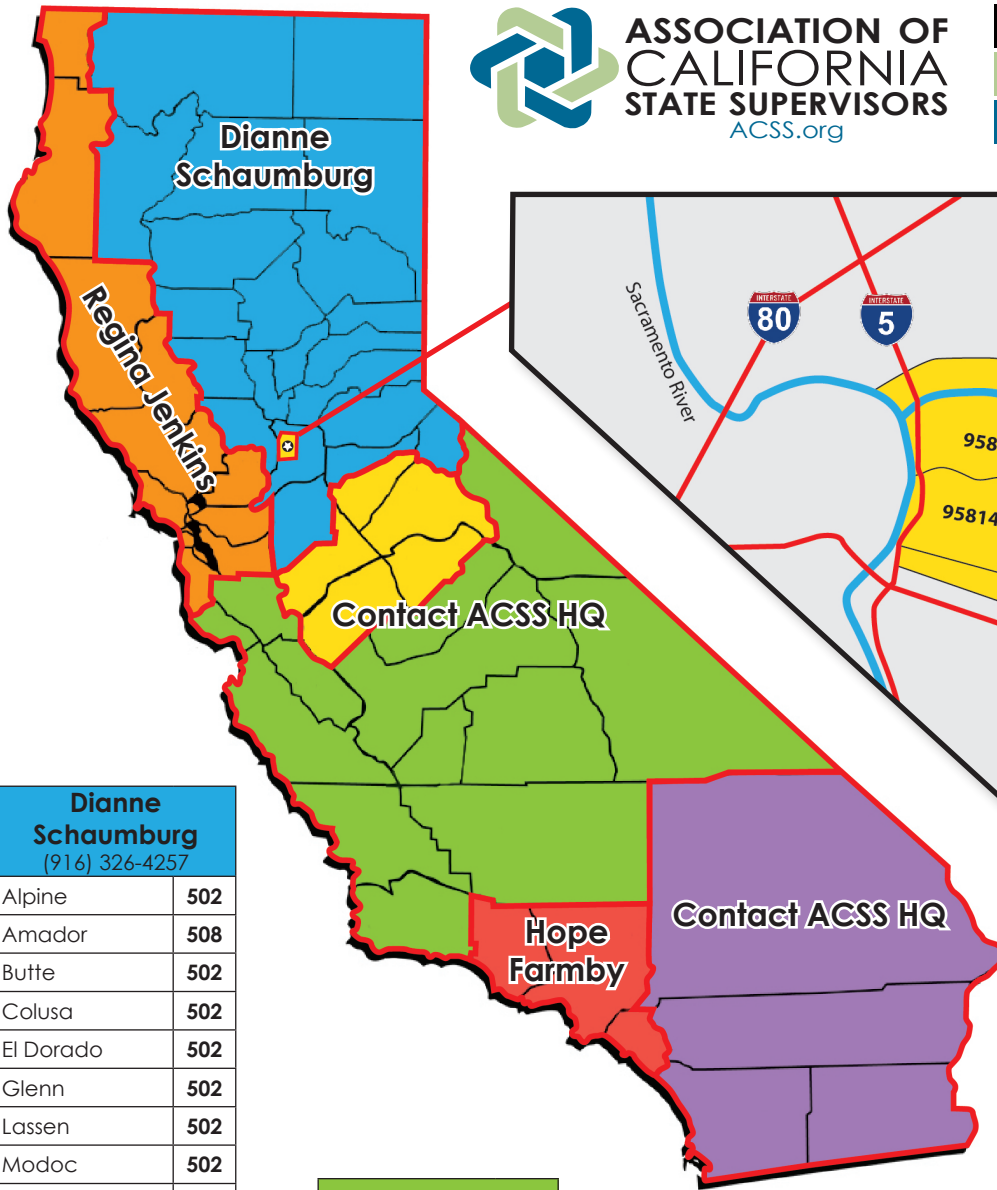 ASSOCIATION OF
CALIFORNIA
STATE SUPERVISORS
ACSS.org
Dianne
Schaumburg
Regina Jenkins
Contact ACSS HQ
Hope
Farmby
Contact ACSS HQ
Sacramento River
INTERSTATE
80
INTERSTATE
5
958
95814
Dianne
Schaumburg
(916) 326-4257
Alpine 502
Amador 508
Butte 502
Colusa 502
El Dorado 502
Glenn 502
Lassen 502
Modoc 502